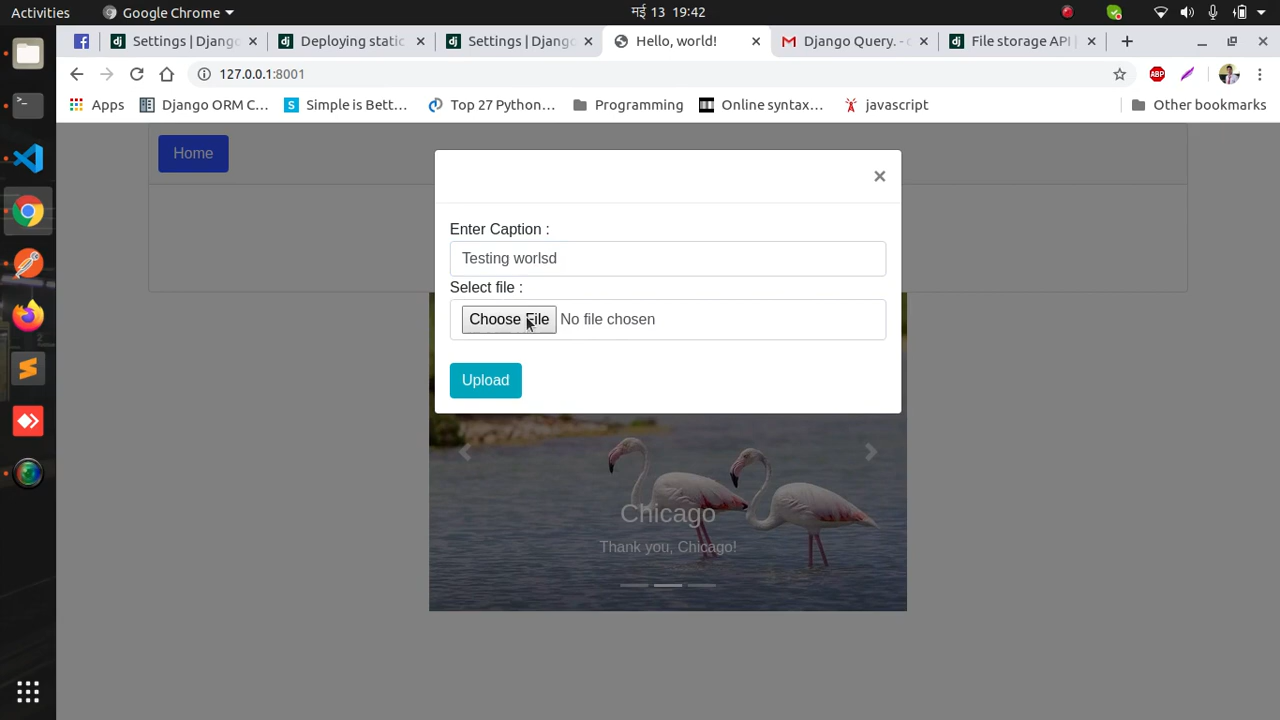 Activities
Google Chrome
मई 13 19:42
Settings | Djang
Deploying static
Settings | Djang
Hello, world!
Django Query. -
File storage API |
127.0.0.1:8001
ABP
Apps
Django ORM C...
Simple is Bett...
Top 27 Python...
Programming
Online syntax...
javascript
Other bookmarks
Home
×
Enter Caption :
Testing worlsd
Select file :
Choose File No file chosen
Upload
Chicago
Thank you, Chicago!